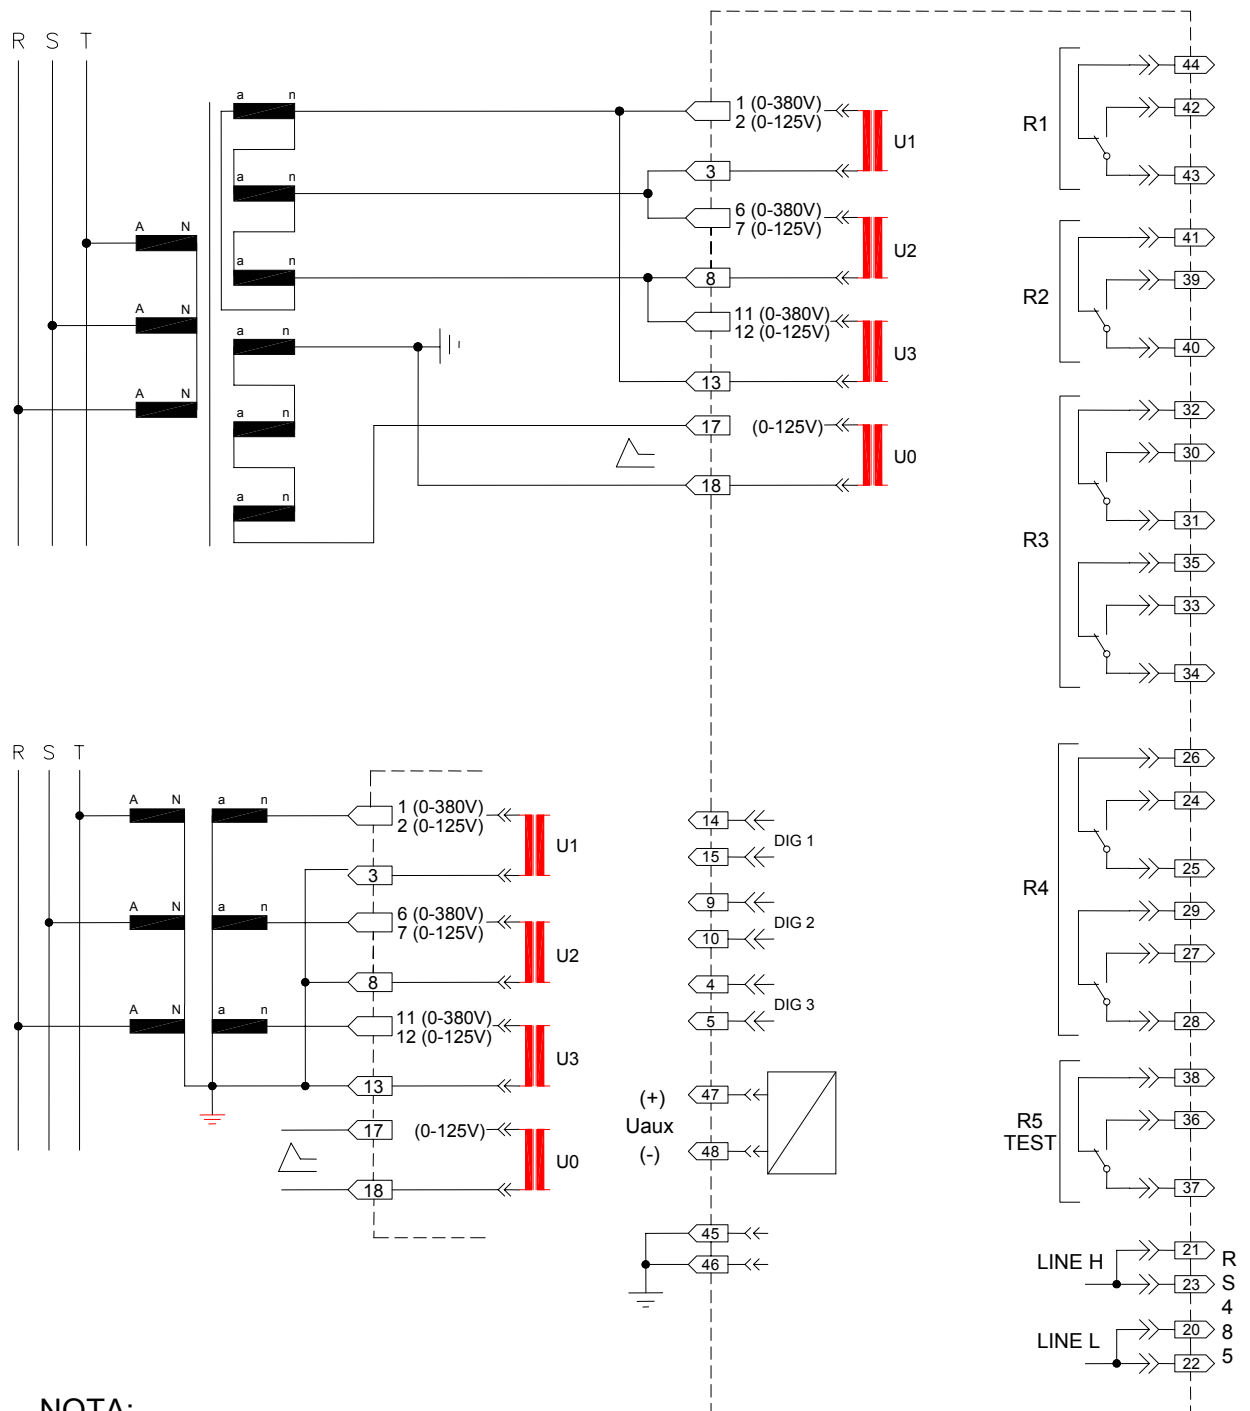 R S T
a n
1 (0-380V)
2 (0-125V)
U1
3
a n
6 (0-380V)
7 (0-125V)
U2
A N
a n
8
A N
11 (0-380V)
12 (0-125V)
U3
a n
A N
13
a n
17 (0-125V)
U0
18
a n
R1
44
42
43
R2
41
39
40
R3
32
30
31
35
33
34
R S T
A N a n
1 (0-380V)
2 (0-125V)
U1
3
A N a n
6 (0-380V)
7 (0-125V)
U2
8
A N a n
11 (0-380V)
12 (0-125V)
U3
13
17 (0-125V)
U0
18
14
DIG 1
15
9
DIG 2
10
4
DIG 3
5
(+) 47
Uaux
(-) 48
45
46
R4
26
24
25
29
27
28
R5
TEST
38
36
37
LINE H
21
23
LINE L
20
22
R
S
4
8
5
NOTA: